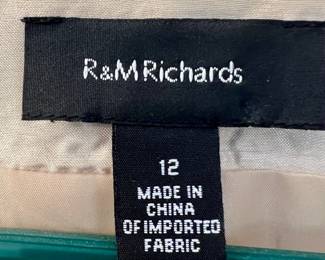 R&M Richards
12
MADE IN
CHINA
OF IMPORTED
FABRIC